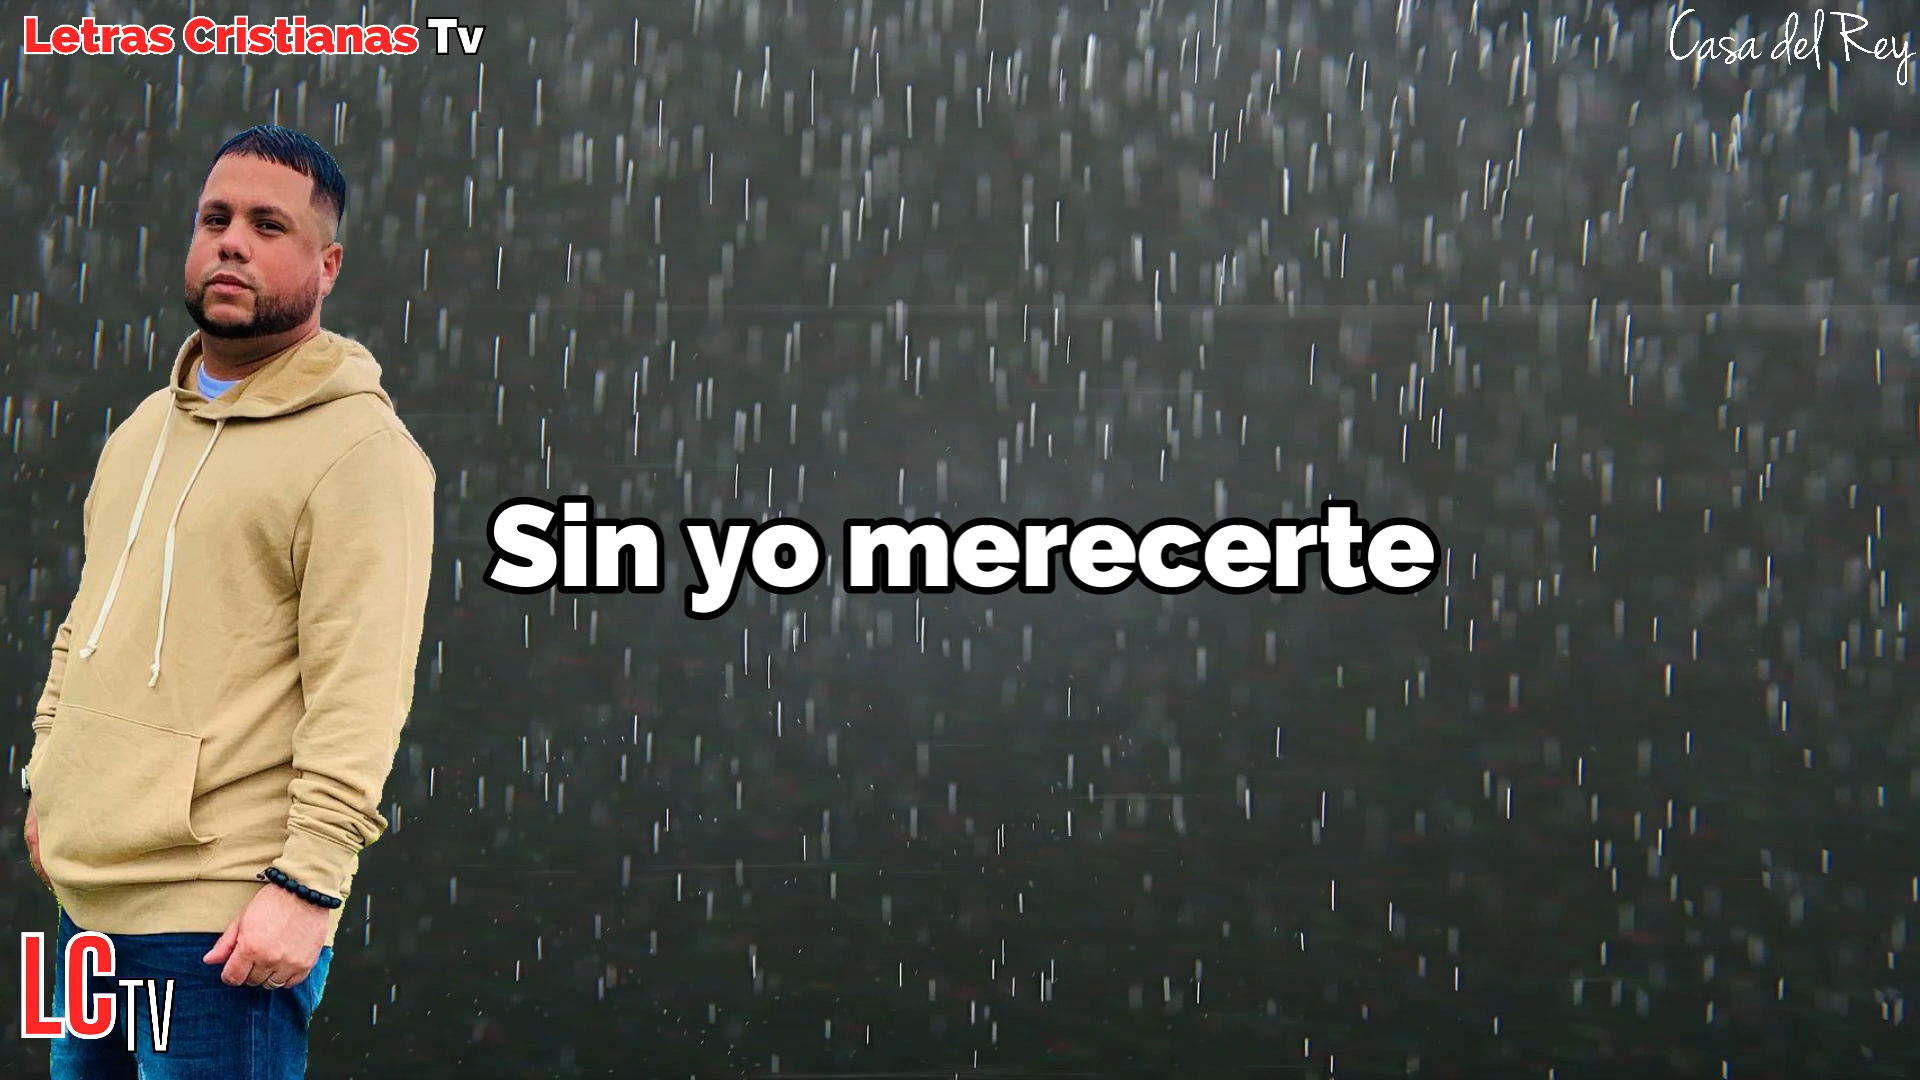 Letras Cristianas Tv
Casa del Rey
Sin yo merecerte
LC TV